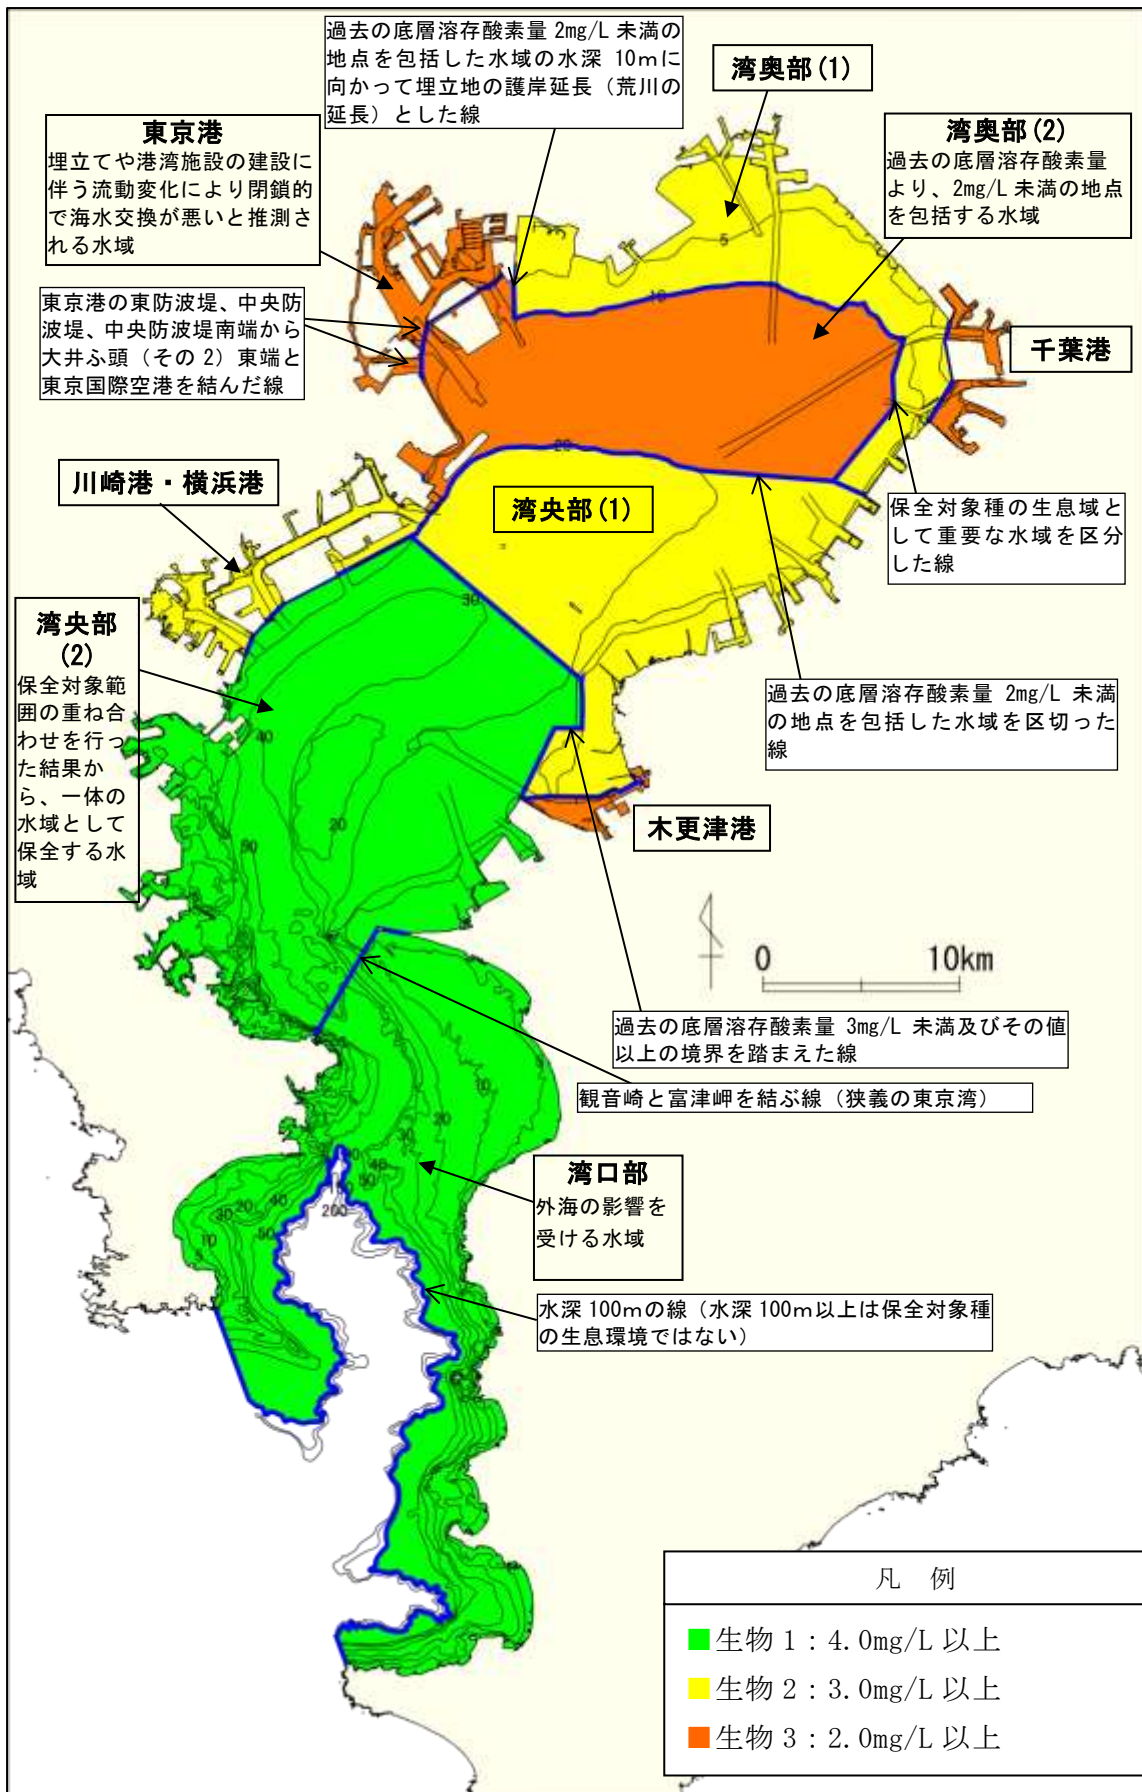 過去の底層溶存酸素量 2mg/L 未満の
地点を包括した水域の水深 10mに
向かって埋立地の護岸延長（荒川の
延長）とした線
湾奥部(1)
東京港
埋立てや港湾施設の建設に
伴う流動変化により閉鎖的
で海水交換が悪いと推測さ
れる水域
湾奥部(2)
過去の底層溶存酸素量
より、2mg/L 未満の地点
を包括する水域
東京港の東防波堤、中央防
波堤、中央防波堤南端から
大井ふ頭（その 2）東端と
東京国際空港を結んだ線
千葉港
5
10
20
川崎港・横浜港
湾央部(1)
保全対象種の生息域と
して重要な水域を区分
した線
30
湾央部
(2)
保全対象範
囲の重ね合
わせを行っ
た結果か
ら、一体の
水域として
保全する水
域
過去の底層溶存酸素量 2mg/L 未満
の地点を包括した水域を区切った
線
40
20
50
木更津港
0
10km
過去の底層溶存酸素量 3mg/L 未満及びその値
以上の境界を踏まえた線
観音崎と富津岬を結ぶ線（狭義の東京湾）
10
20
30
40
50
湾口部
外海の影響を
受ける水域
200
40
20
30
50
10
5
水深 100mの線（水深 100m以上は保全対象種
の生息環境ではない）
凡 例
生物 1：4.0mg/L 以上
生物 2：3.0mg/L 以上
生物 3：2.0mg/L 以上